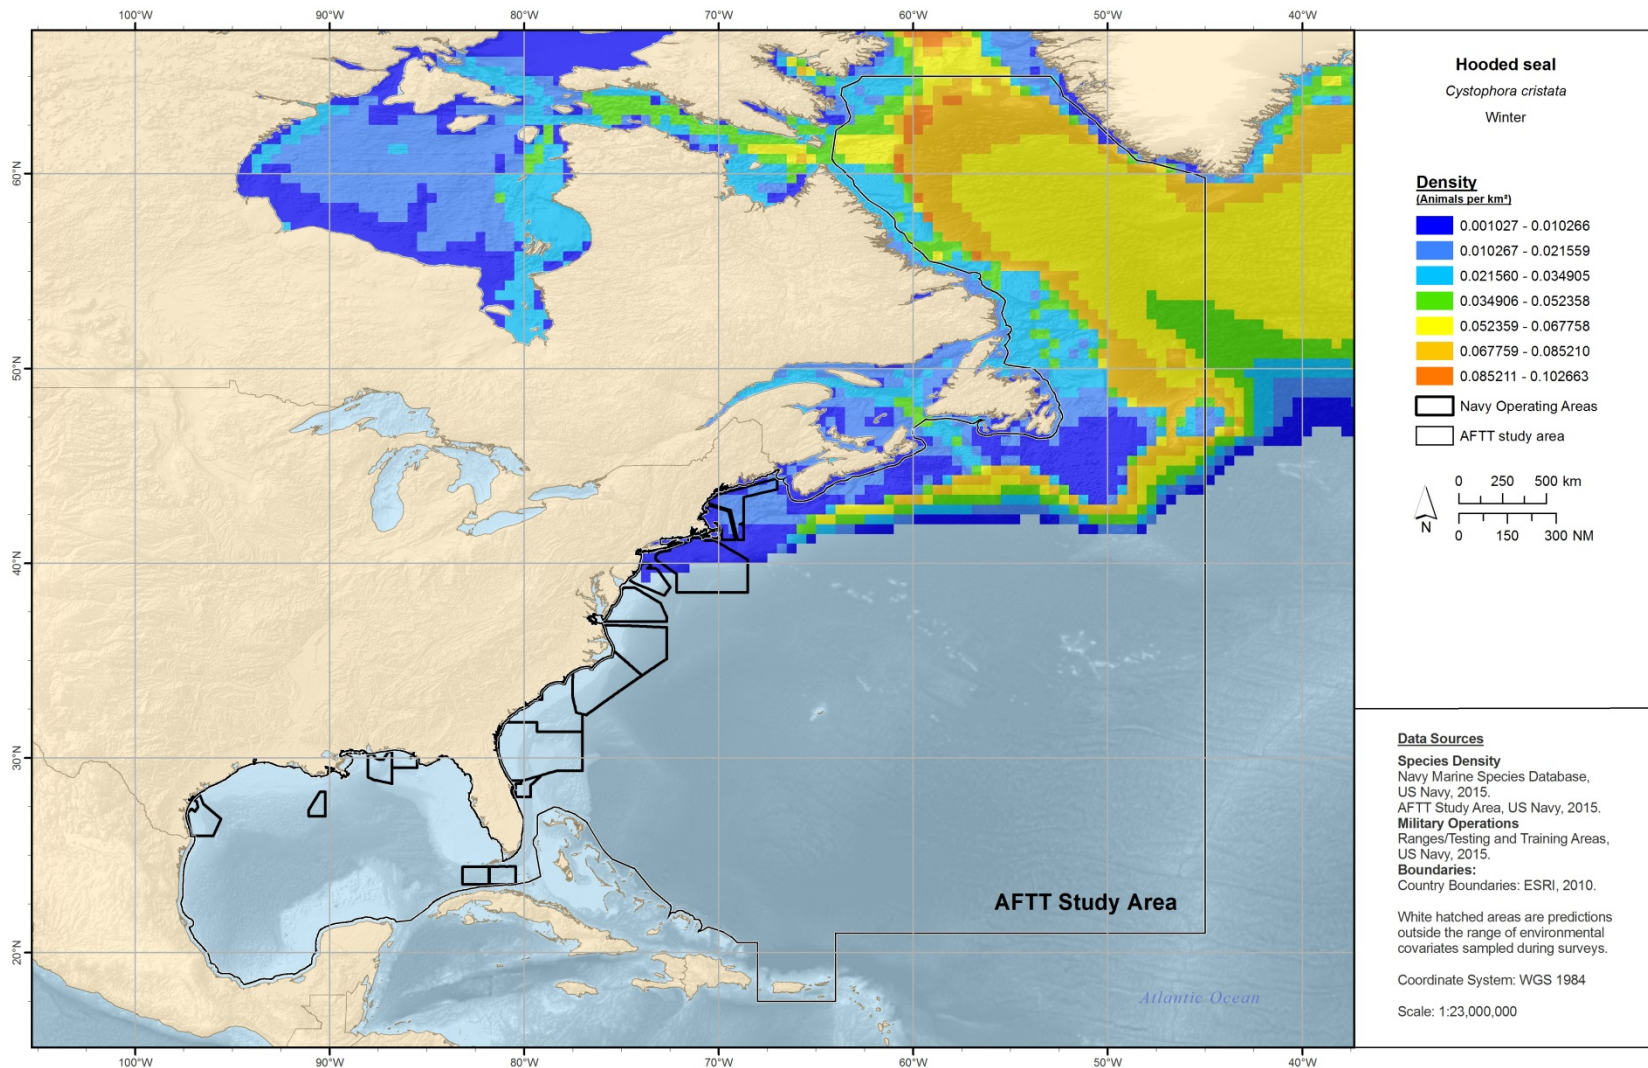 100°W 90°W 80°W 70°W 60°W 50°W 40°W
60°N
50°N
40°N
30°N
20°N
AFTT Study Area
Atlantic Ocean
100°W 90°W 80°W 70°W 60°W 50°W 40°W
Hooded seal
Cystophora cristata
Winter
Density
(Animals per km²)
0.001027 - 0.010266
0.010267 - 0.021559
0.021560 - 0.034905
0.034906 - 0.052358
0.052359 - 0.067758
0.067759 - 0.085210
0.085211 - 0.102663
Navy Operating Areas
AFTT study area
N
0 250 500 km
0 150 300 NM
Data Sources
Species Density
Navy Marine Species Database,
US Navy, 2015.
AFTT Study Area, US Navy, 2015.
Military Operations
Ranges/Testing and Training Areas,
US Navy, 2015.
Boundaries:
Country Boundaries: ESRI, 2010.
White hatched areas are predictions
outside the range of environmental
covariates sampled during surveys.
Coordinate System: WGS 1984
Scale: 1:23,000,000